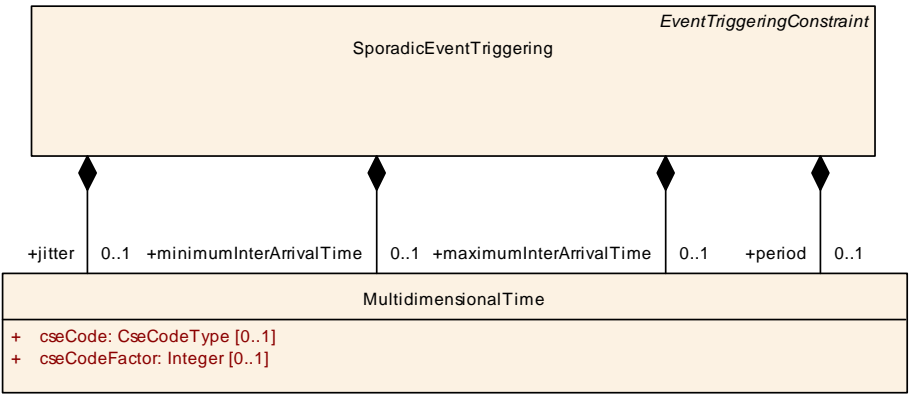 EventTriggeringConstraint
SporadicEventTriggering
+jitter 0..1 +minimumInterArrivalTime 0..1 +maximumInterArrivalTime 0..1 +period 0..1
MultidimensionalTime
+ cseCode: CseCodeType [0..1]
+ cseCodeFactor: Integer [0..1]